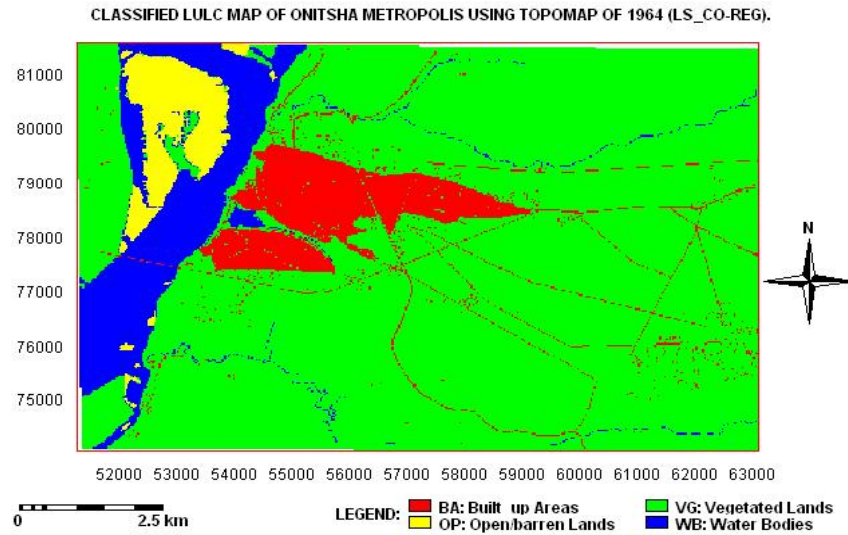 CLASSIFIED LULC MAP OF ONITSHA METROPOLIS USING TOPOMAP OF 1964 (LS_CO-REG).
81000
80000
79000
78000
77000
76000
75000
N
52000 53000 54000 55000 56000 57000 58000 59000 60000 61000 62000 63000
0 2.5 km
LEGEND:
BA: Built_up Areas
VG: Vegetated Lands
OP: Open/barren Lands
WB: Water Bodies